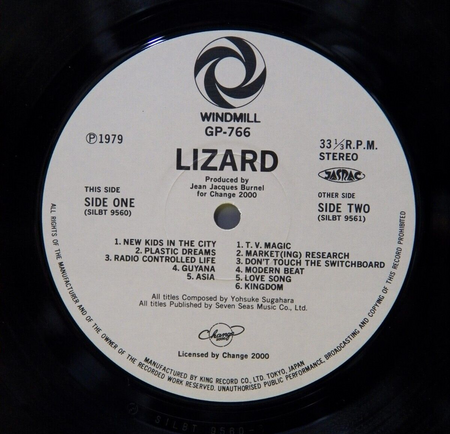 WINDMILL
GP-766
Ⓟ1979
33 ⅓ R.P.M.
STEREO
JASRAC
LIZARD
Produced by
Jean Jacques Burnel
for Change 2000
THIS SIDE
SIDE ONE
(SILBT 9560)
OTHER SIDE
SIDE TWO
(SILBT 9561)
1. NEW KIDS IN THE CITY
2. PLASTIC DREAMS
3. RADIO CONTROLLED LIFE
4. GUYANA
5. ASIA
1. T. V. MAGIC
2. MARKET(ING) RESEARCH
3. DON'T TOUCH THE SWITCHBOARD
4. MODERN BEAT
5. LOVE SONG
6. KINGDOM
All titles Composed by Yohsuke Sugahara
All titles Published by Seven Seas Music Co., Ltd.
Change
Licensed by Change 2000
MANUFACTURED BY KING RECORD CO., LTD. TOKYO, JAPAN
ALL RIGHTS OF THE MANUFACTURER AND OF THE OWNER OF THE RECORDED WORK RESERVED. UNAUTHORISED PUBLIC PERFORMANCE, BROADCASTING AND COPYING OF THIS RECORD PROHIBITED